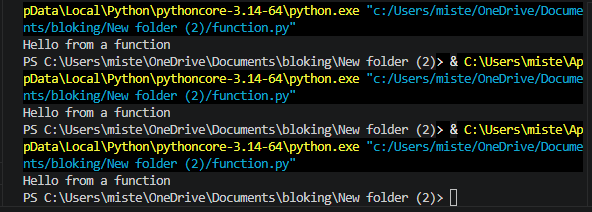 pData\Local\Python\pythoncore-3.14-64\python.exe "c:/Users/miste/OneDrive/Docume
nts/bloking/New folder (2)/function.py"
Hello from a function
PS C:\Users\miste\OneDrive\Documents\bloking\New folder (2)> & C:\Users\miste\Ap
pData\Local\Python\pythoncore-3.14-64\python.exe "c:/Users/miste/OneDrive/Docume
nts/bloking/New folder (2)/function.py"
Hello from a function
PS C:\Users\miste\OneDrive\Documents\bloking\New folder (2)> & C:\Users\miste\Ap
pData\Local\Python\pythoncore-3.14-64\python.exe "c:/Users/miste/OneDrive/Docume
nts/bloking/New folder (2)/function.py"
Hello from a function
PS C:\Users\miste\OneDrive\Documents\bloking\New folder (2)>